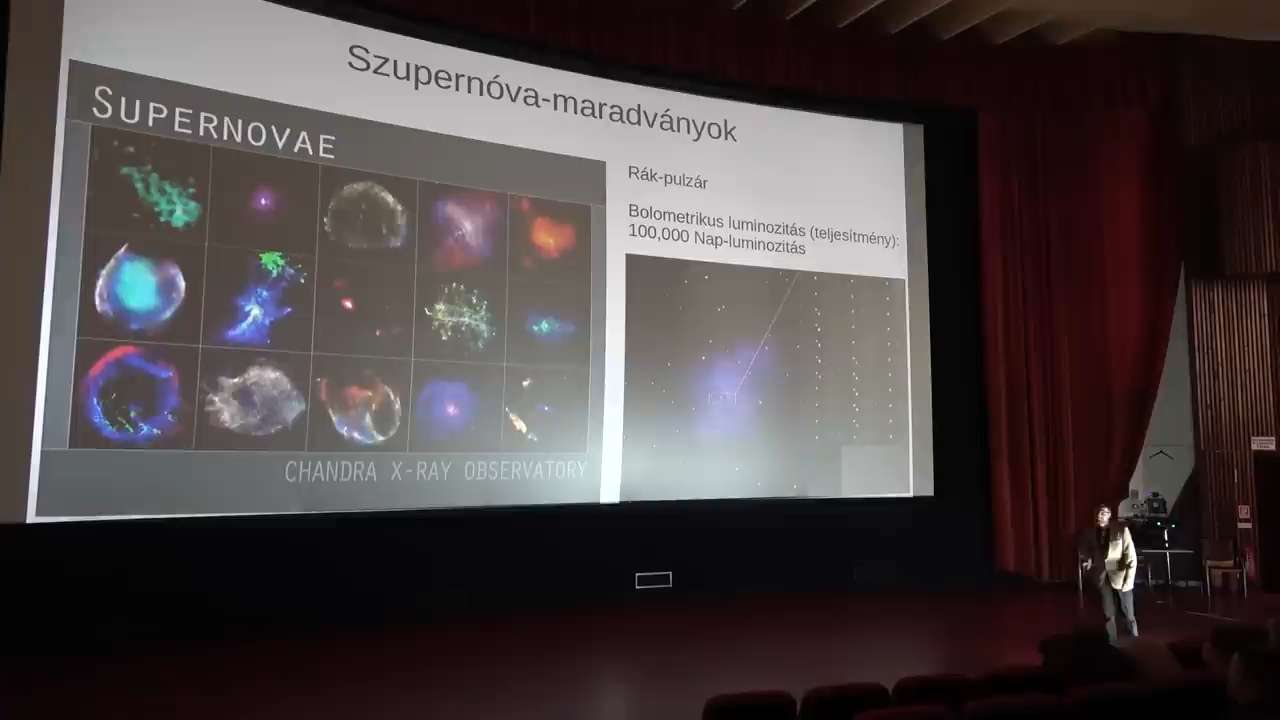 Szupernóva-maradványok
SUPERNOVAE
CHANDRA X-RAY OBSERVATORY
Rák-pulzár
Bolometrikus luminozitás (teljesítmény):
100,000 Nap-luminozitás